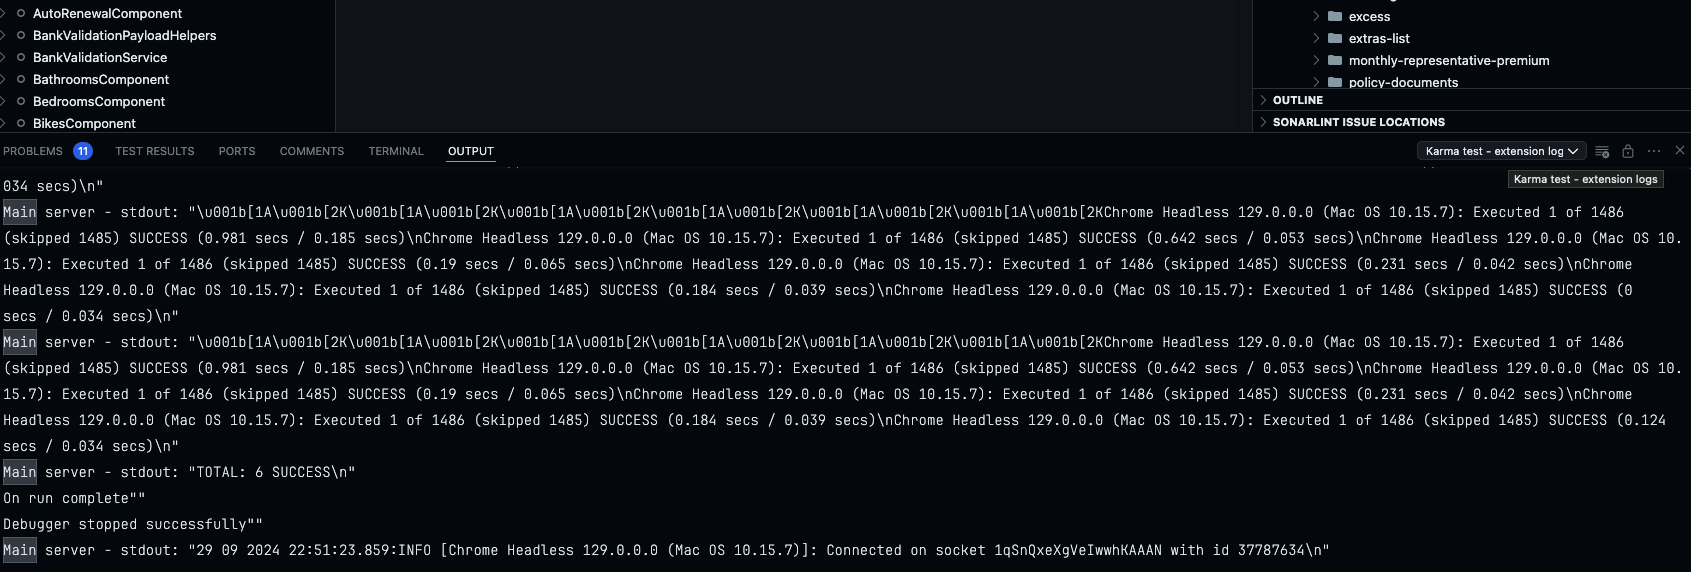 AutoRenewalComponent
BankValidationPayloadHelpers
BankValidationService
BathroomsComponent
BedroomsComponent
BikesComponent
excess
extras-list
monthly-representative-premium
policy-documents
OUTLINE
SONARLINT ISSUE LOCATIONS
PROBLEMS 11 TEST RESULTS PORTS COMMENTS TERMINAL OUTPUT Karma test - extension log
Karma test - extension logs
034 secs)\n"
Main server - stdout: "\u001b[1A\u001b[2K\u001b[1A\u001b[2K\u001b[1A\u001b[2K\u001b[1A\u001b[2K\u001b[1A\u001b[2K\u001b[1A\u001b[2KChrome Headless 129.0.0.0 (Mac OS 10.15.7): Executed 1 of 1486
(skipped 1485) SUCCESS (0.981 secs / 0.185 secs)\nChrome Headless 129.0.0.0 (Mac OS 10.15.7): Executed 1 of 1486 (skipped 1485) SUCCESS (0.642 secs / 0.053 secs)\nChrome Headless 129.0.0.0 (Mac OS 10.
15.7): Executed 1 of 1486 (skipped 1485) SUCCESS (0.19 secs / 0.065 secs)\nChrome Headless 129.0.0.0 (Mac OS 10.15.7): Executed 1 of 1486 (skipped 1485) SUCCESS (0.231 secs / 0.042 secs)\nChrome
Headless 129.0.0.0 (Mac OS 10.15.7): Executed 1 of 1486 (skipped 1485) SUCCESS (0.184 secs / 0.039 secs)\nChrome Headless 129.0.0.0 (Mac OS 10.15.7): Executed 1 of 1486 (skipped 1485) SUCCESS (0
secs / 0.034 secs)\n"
Main server - stdout: "\u001b[1A\u001b[2K\u001b[1A\u001b[2K\u001b[1A\u001b[2K\u001b[1A\u001b[2K\u001b[1A\u001b[2K\u001b[1A\u001b[2KChrome Headless 129.0.0.0 (Mac OS 10.15.7): Executed 1 of 1486
(skipped 1485) SUCCESS (0.981 secs / 0.185 secs)\nChrome Headless 129.0.0.0 (Mac OS 10.15.7): Executed 1 of 1486 (skipped 1485) SUCCESS (0.642 secs / 0.053 secs)\nChrome Headless 129.0.0.0 (Mac OS 10.
15.7): Executed 1 of 1486 (skipped 1485) SUCCESS (0.19 secs / 0.065 secs)\nChrome Headless 129.0.0.0 (Mac OS 10.15.7): Executed 1 of 1486 (skipped 1485) SUCCESS (0.231 secs / 0.042 secs)\nChrome
Headless 129.0.0.0 (Mac OS 10.15.7): Executed 1 of 1486 (skipped 1485) SUCCESS (0.184 secs / 0.039 secs)\nChrome Headless 129.0.0.0 (Mac OS 10.15.7): Executed 1 of 1486 (skipped 1485) SUCCESS (0.124
secs / 0.034 secs)\n"
Main server - stdout: "TOTAL: 6 SUCCESS\n"
On run complete""
Debugger stopped successfully""
Main server - stdout: "29 09 2024 22:51:23.859:INFO [Chrome Headless 129.0.0.0 (Mac OS 10.15.7)]: Connected on socket 1qSnQxeXgVeIwwhKAAAN with id 37787634\n"